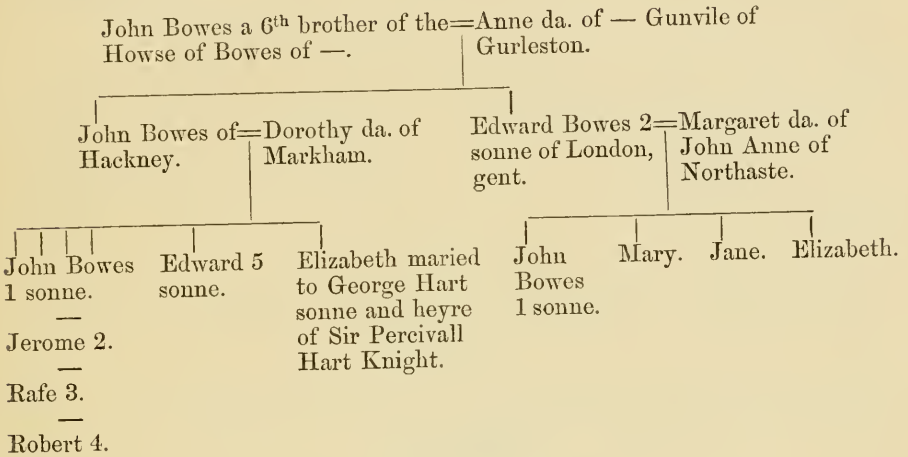 John Bowes a 6th brother of the=Anne da. of — Gunvile of
Howse of Bowes of —.
Gurleston.
John Bowes of=Dorothy da. of
Hackney.
Markham.
Edward Bowes 2=Margaret da. of
sonne of London,
John Anne of
gent.
Northaste.
John Bowes
1 sonne.
—
Jerome 2.
—
Rafe 3.
—
Robert 4.
Edward 5
sonne.
Elizabeth maried
to George Hart
sonne and heyre
of Sir Percivall
Hart Knight.
John
Bowes
1 sonne.
Mary.
Jane.
Elizabeth.